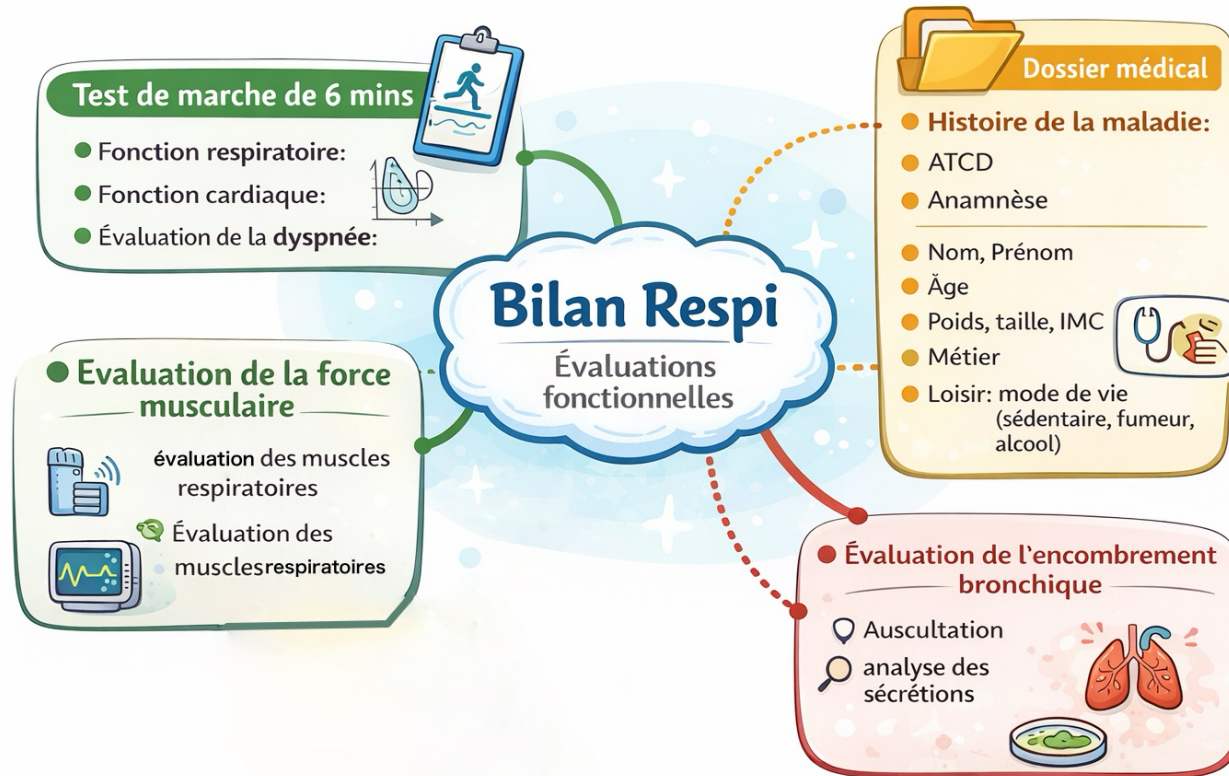 Test de marche de 6 mins
Fonction respiratoire:
Fonction cardiaque:
Évaluation de la dyspnée:
Bilan Respi
Évaluations
fonctionnelles
Dossier médical
Histoire de la maladie:
ATCD
Anamnèse
Nom, Prénom
Ăge
Poids, taille, IMC
Métier
Loisir: mode de vie
(sédentaire, fumeur,
alcool)
Evaluation de la force
musculaire
évaluation des muscles
respiratoires
Évaluation des
muscles respiratoires
Évaluation de l'encombrement
bronchique
Auscultation
analyse des
sécrétions